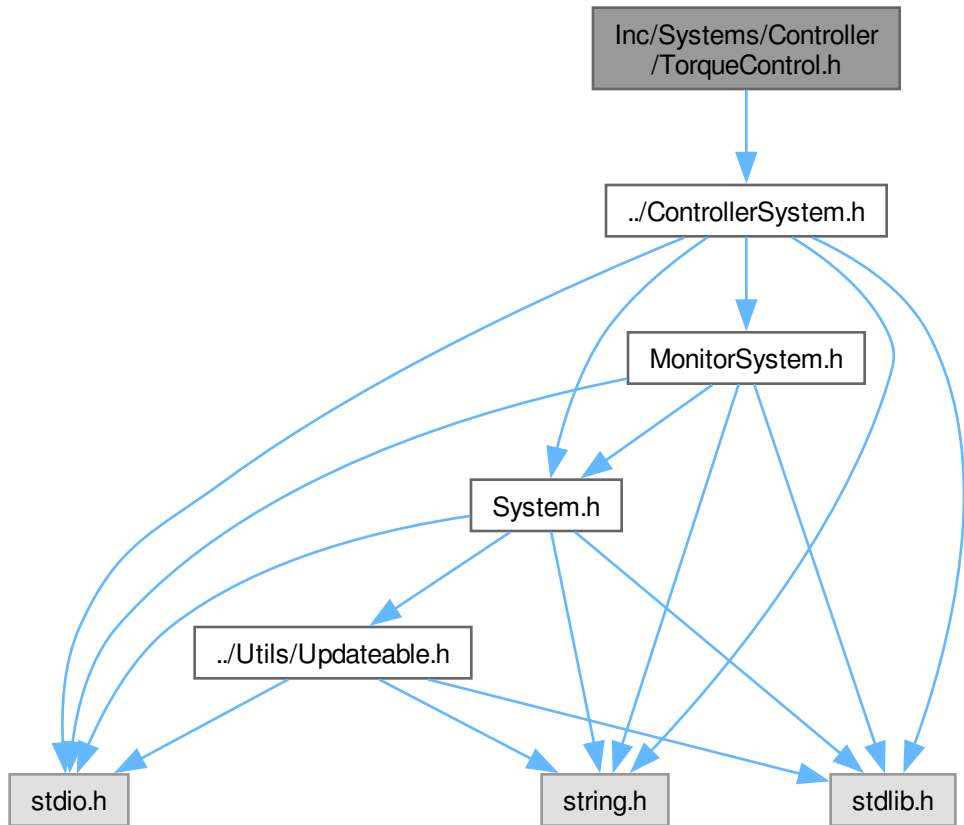 Inc/Systems/Controller
/TorqueControl.h
../ControllerSystem.h
MonitorSystem.h
System.h
../Utils/Updateable.h
stdio.h
string.h
stdlib.h